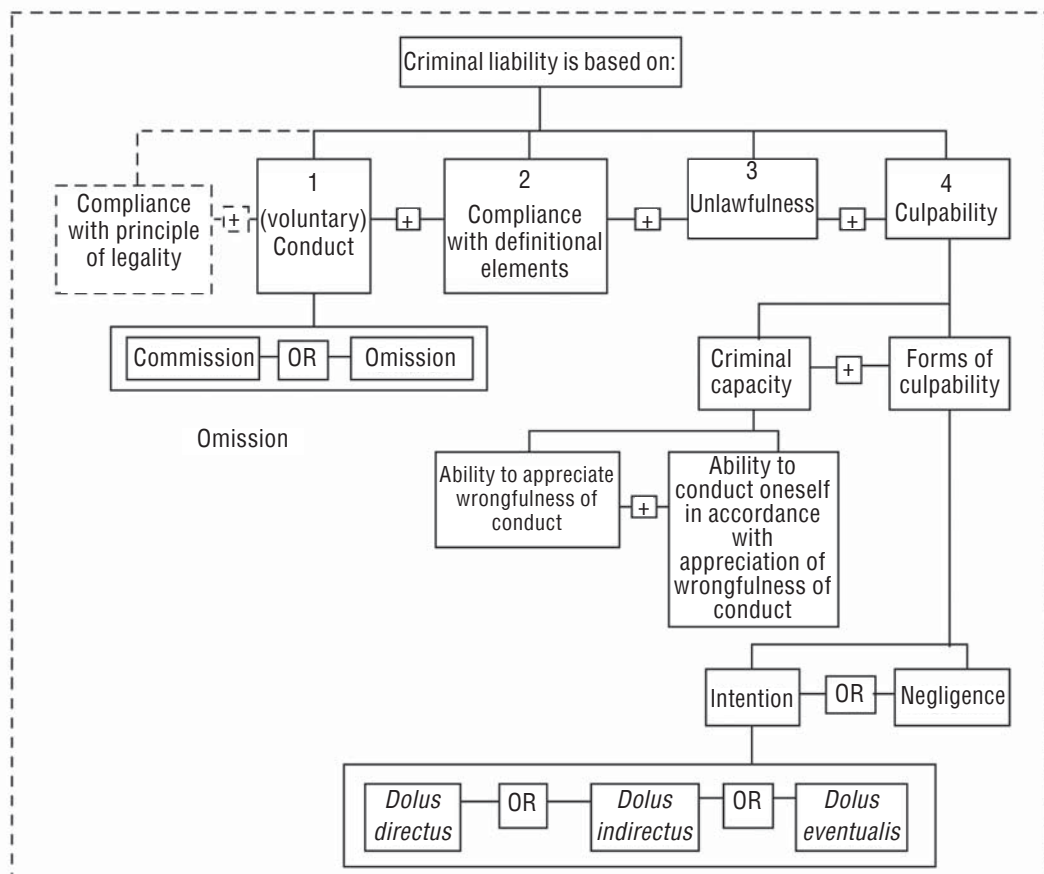 Criminal liability is based on:
Compliance
with principle
of legality
+
1
(voluntary)
Conduct
+
2
Compliance
with definitional
elements
+
3
Unlawfulness
+
4
Culpability
Commission
OR
Omission
Criminal
capacity
+
Forms of
culpability
Omission
Ability to appreciate
wrongfulness of
conduct
+
Ability to
conduct oneself
in accordance
with
appreciation of
wrongfulness of
conduct
Intention
OR
Negligence
Dolus
directus
OR
Dolus
indirectus
OR
Dolus
eventualis